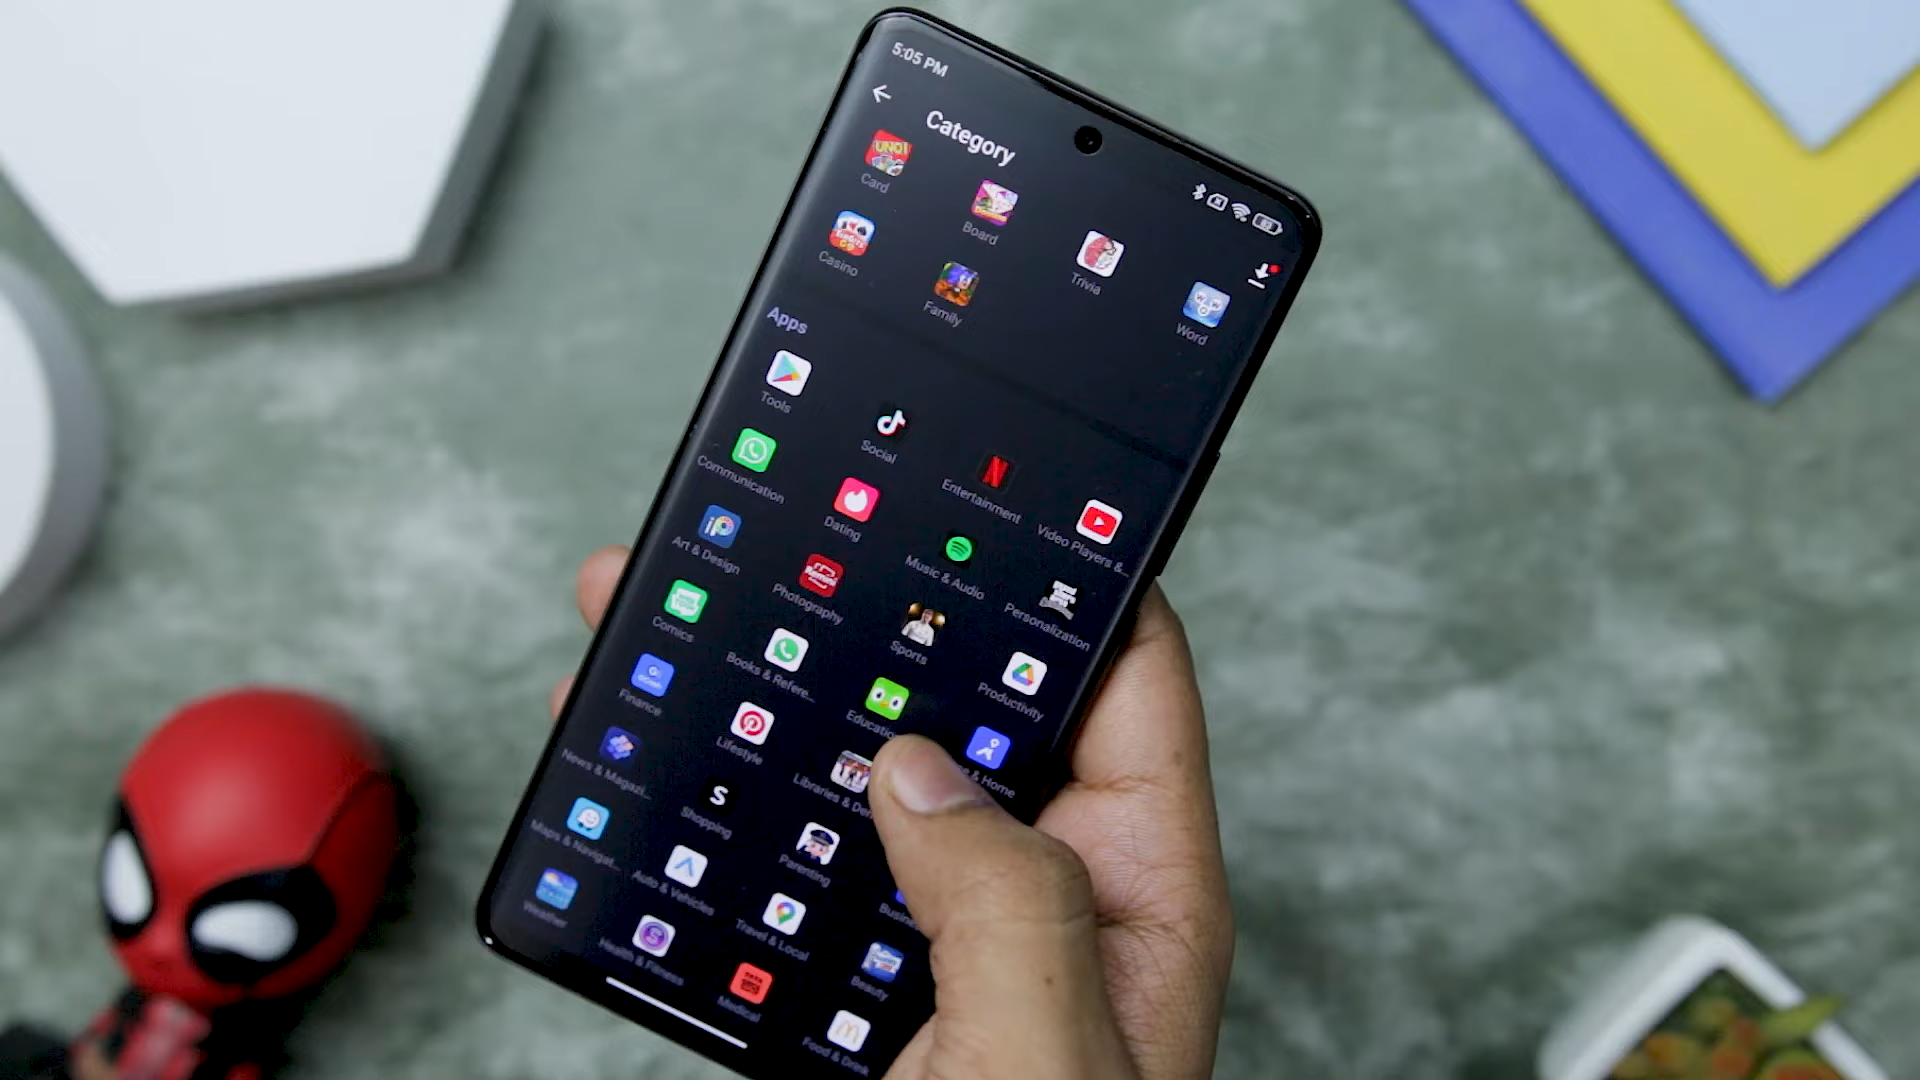 5:05 PM
Category
UNO!
Card
Board
Trivia
Word
Casino
Family
Apps
Tools
Social
Entertainment
Video Players &...
Communication
Dating
Music & Audio
Personalization
Art & Design
Photography
Sports
Productivity
Comics
Books & Refere...
Educatio
& Home
Finance
Lifestyle
Libraries & De
News & Magazi...
Shopping
Parenting
Busin
Maps & Navigat...
Auto & Vehicles
Travel & Local
Beauty
Weather
Health & Fitness
Medical
Food & Drink